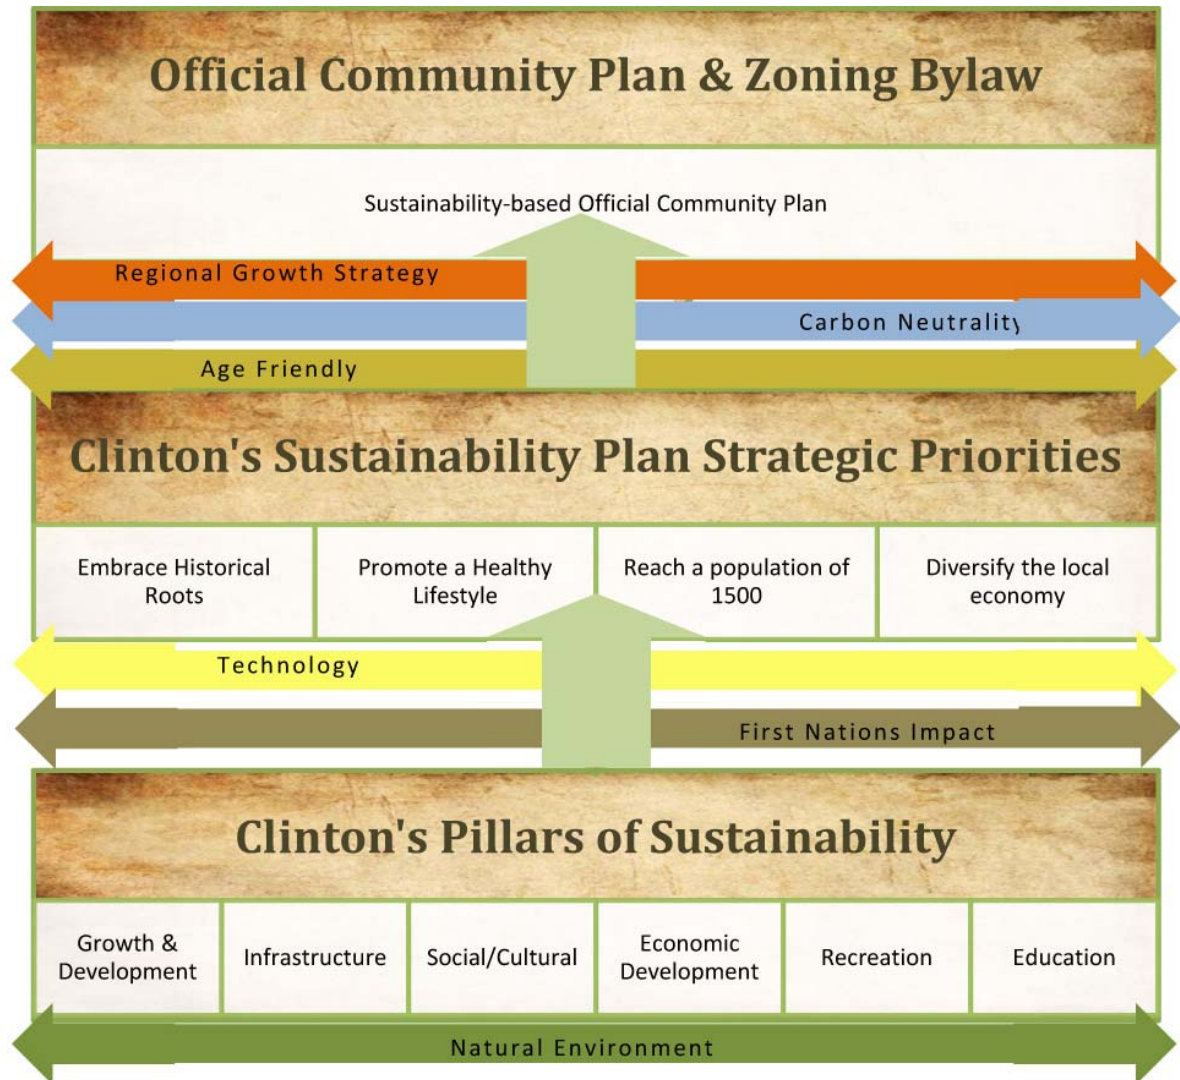 Official Community Plan & Zoning Bylaw
Sustainability-based Official Community Plan
Regional Growth Strategy
Carbon Neutrality
Age Friendly
Clinton's Sustainability Plan Strategic Priorities
Embrace Historical
Roots
Promote a Healthy
Lifestyle
Reach a population of
1500
Diversify the local
economy
Technology
First Nations Impact
Clinton's Pillars of Sustainability
Growth &
Development
Infrastructure
Social/Cultural
Economic
Development
Recreation
Education
Natural Environment